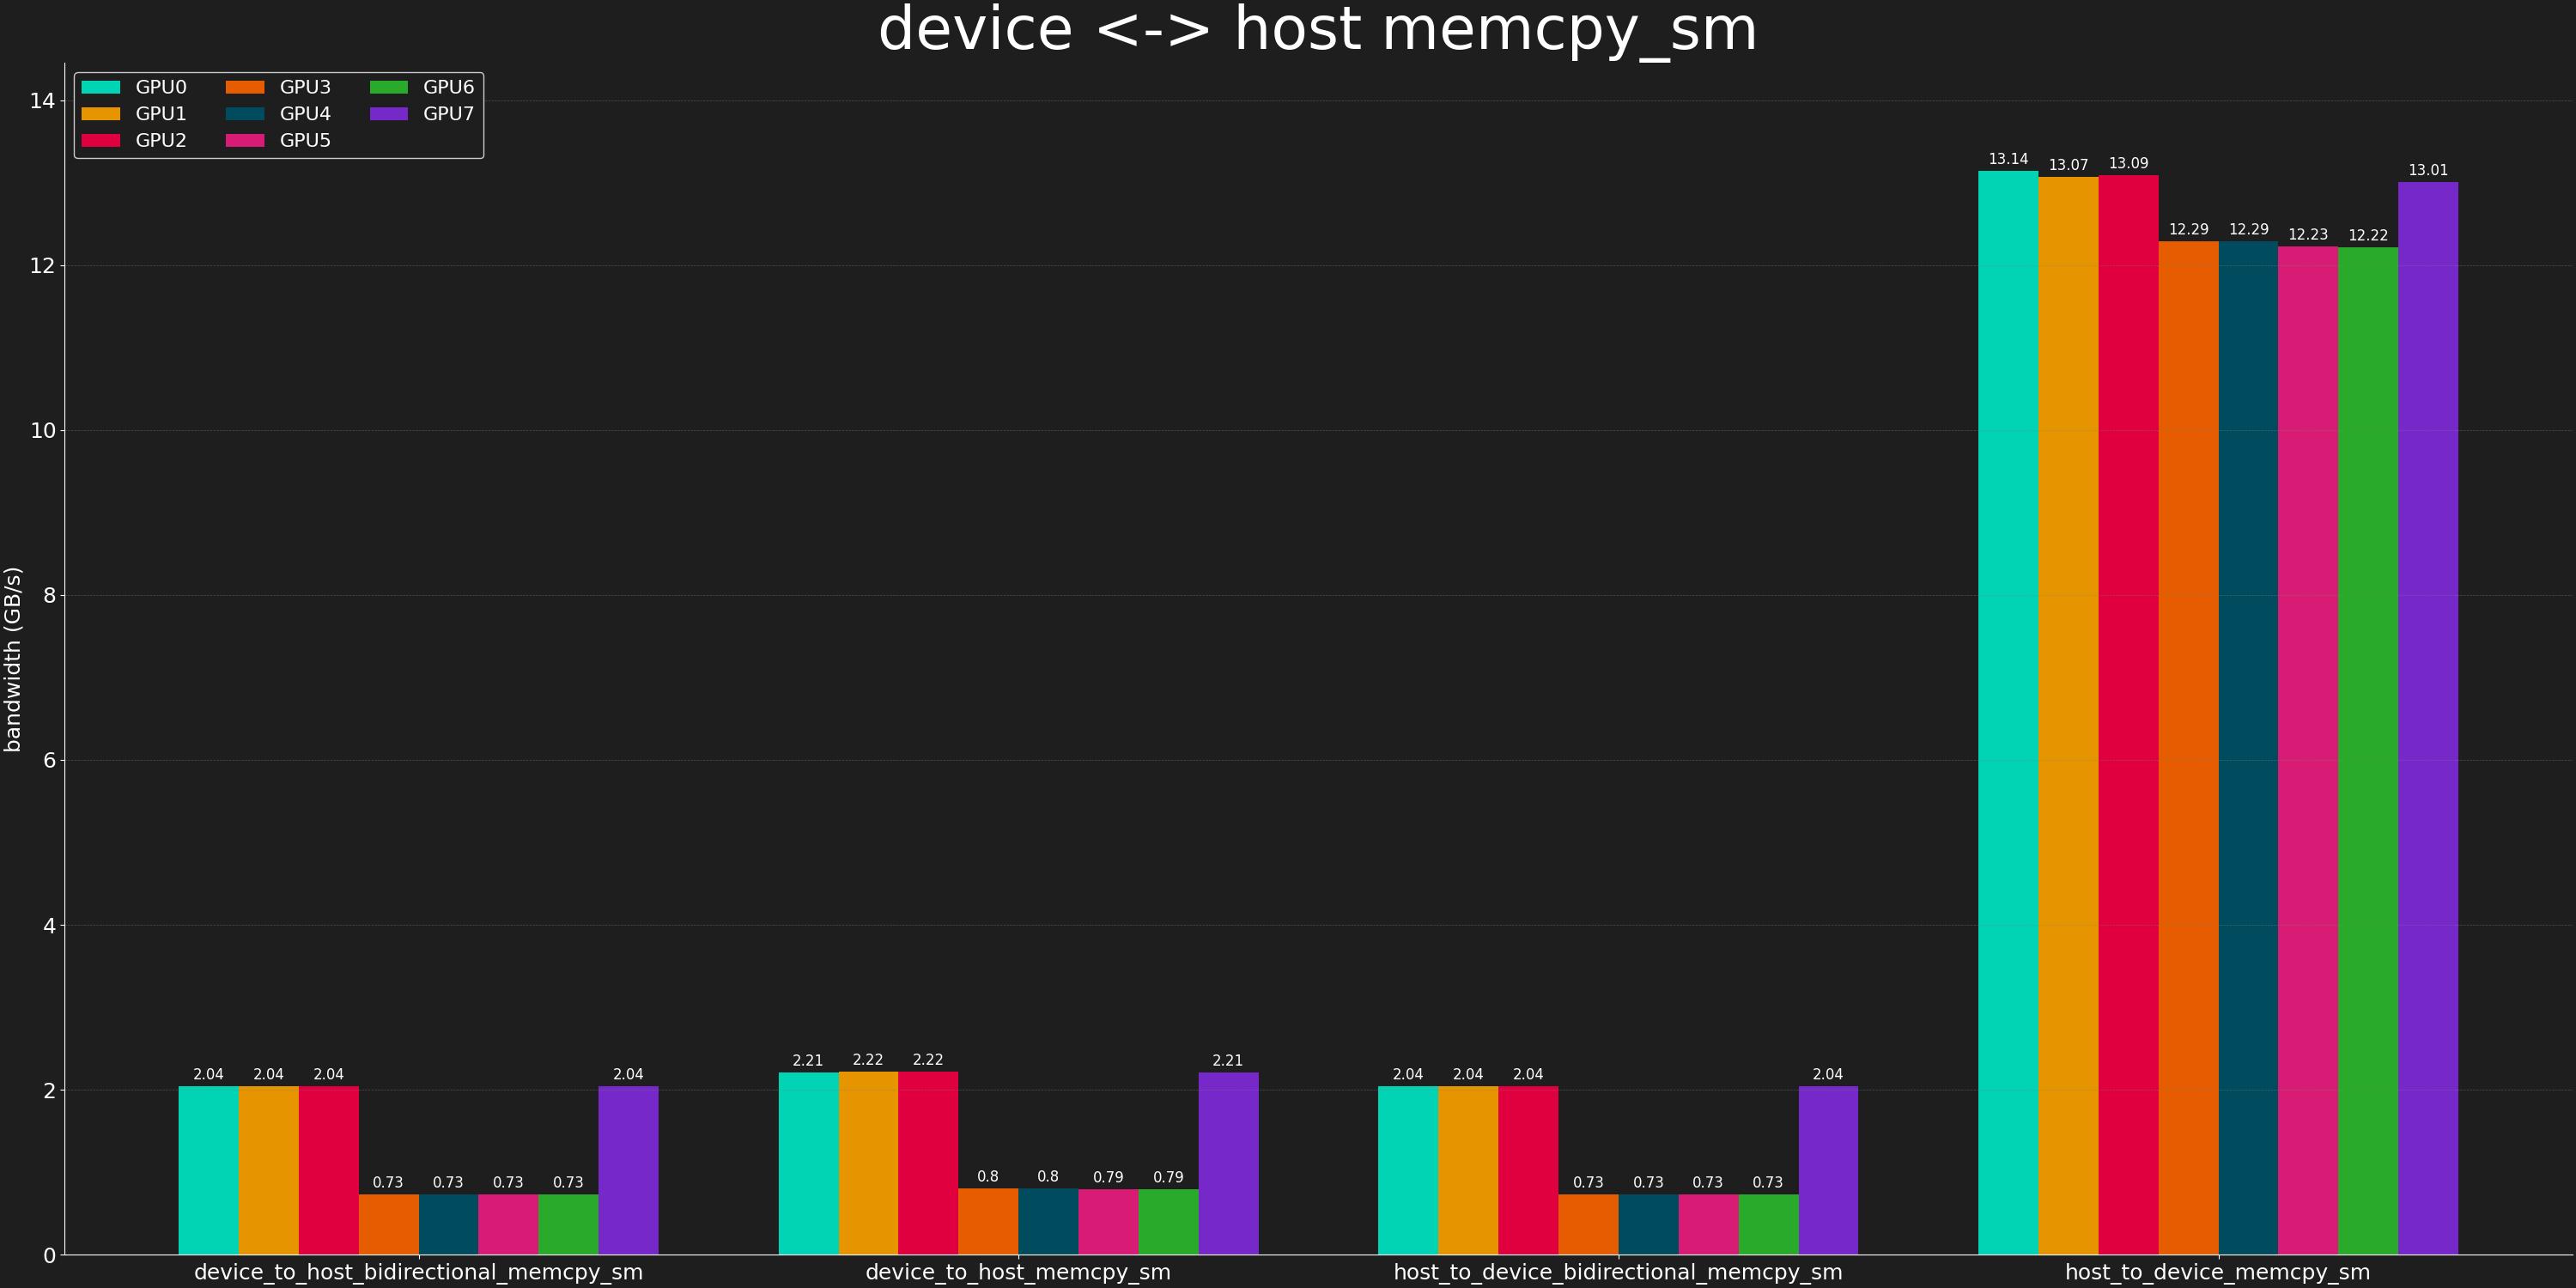 device <-> host memcpy_sm
GPU0 GPU3 GPU6
GPU1 GPU4 GPU7
GPU2 GPU5
bandwidth (GB/s)
14
12
10
8
6
4
2
0
2.04 2.04 2.04 0.73 0.73 0.73 0.73 2.04
2.21 2.22 2.22 0.8 0.8 0.79 0.79 2.21
2.04 2.04 2.04 0.73 0.73 0.73 0.73 2.04
13.14 13.07 13.09 12.29 12.29 12.23 12.22 13.01
device_to_host_bidirectional_memcpy_sm
device_to_host_memcpy_sm
host_to_device_bidirectional_memcpy_sm
host_to_device_memcpy_sm